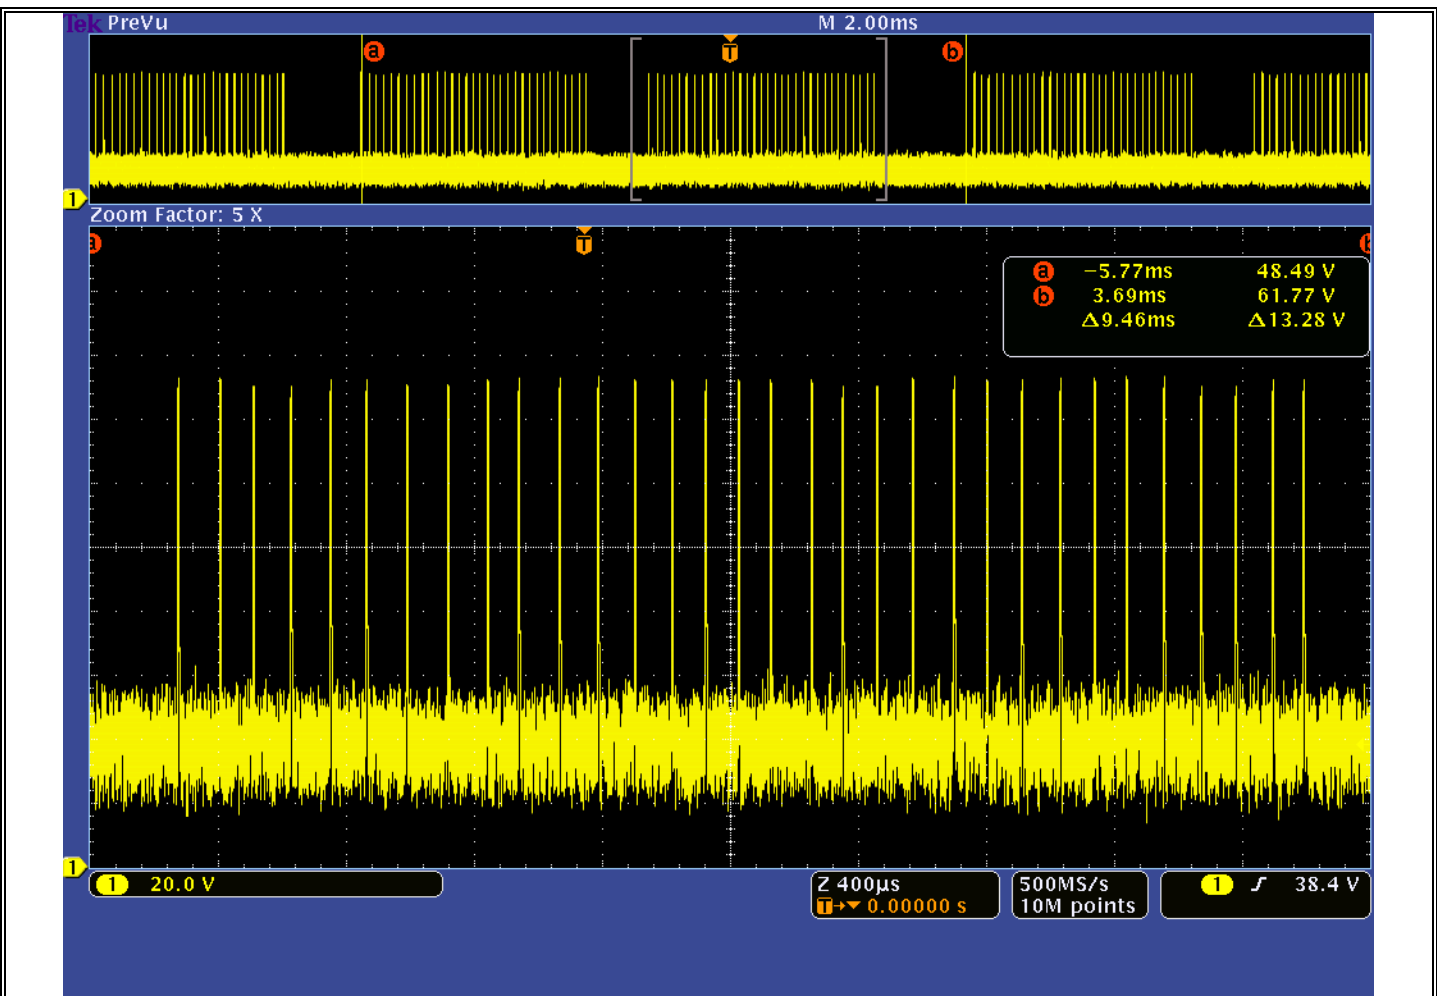 Tek PreVu M 2.00ms
a T b
1
Zoom Factor: 5 X
a T b
a −5.77ms 48.49 V
b 3.69ms 61.77 V
Δ9.46ms Δ13.28 V
1
1 20.0 V
Z 400µs
T→▼ 0.00000 s
500MS/s
10M points
1 38.4 V